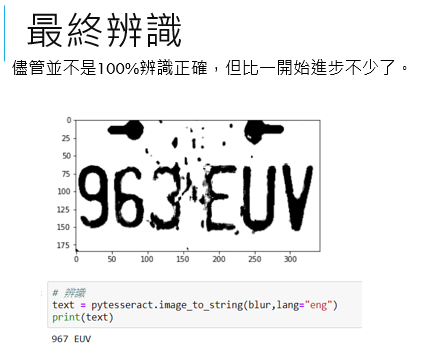 最終辨識
儘管並不是100%辨識正確，但比一開始進步不少了。
0
25
50
75
100
125
150
175
963 EUV
0 50 100 150 200 250 300
# 辨識
text = pytesseract.image_to_string(blur,lang="eng")
print(text)
967 EUV